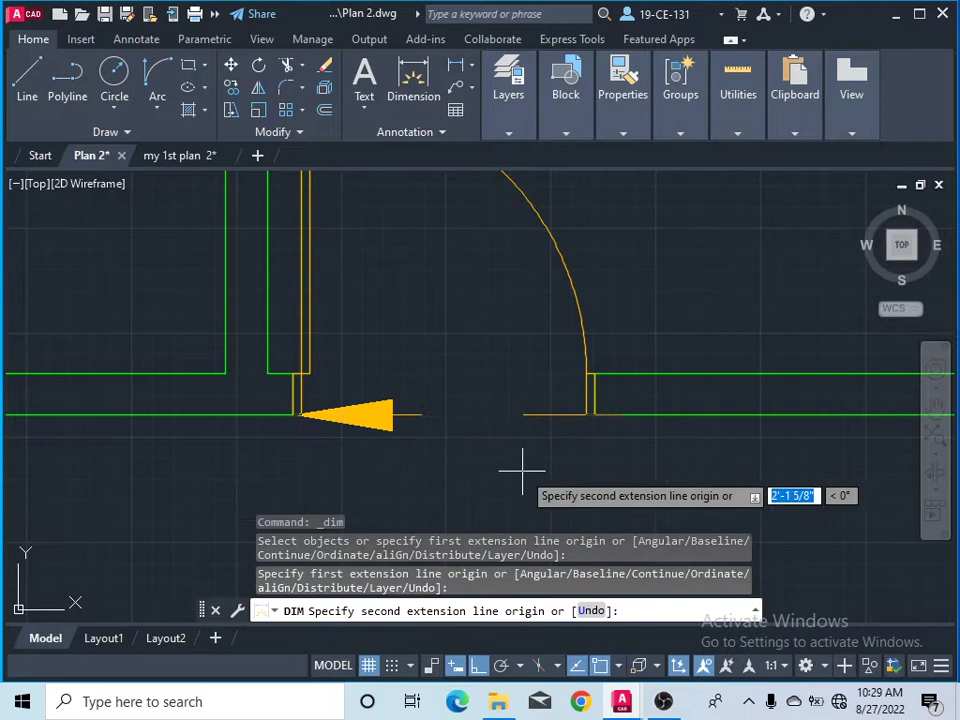 CAD
Share
...\Plan 2.dwg
Type a keyword or phrase
19-CE-131
Home
Insert
Annotate
Parametric
View
Manage
Output
Add-ins
Collaborate
Express Tools
Featured Apps
Line
Polyline
Circle
Arc
Text
Dimension
Layers
Block
Properties
Groups
Utilities
Clipboard
View
Draw
Modify
Annotation
Start
Plan 2*
my 1st plan 2*
[−][Top][2D Wireframe]
N
W
TOP
E
S
WCS
Specify second extension line origin or
2'-1 5/8"
< 0°
Command: _dim
Select objects or specify first extension line origin or [Angular/Baseline/
Continue/Ordinate/aliGn/Distribute/Layer/Undo]:
Specify first extension line origin or [Angular/Baseline/Continue/Ordinate/
aliGn/Distribute/Layer/Undo]:
DIM Specify second extension line origin or [Undo]:
Y
X
Activate Windows
Go to Settings to activate Windows.
Model
Layout1
Layout2
MODEL
1:1
Type here to search
10:29 AM
8/27/2022
7